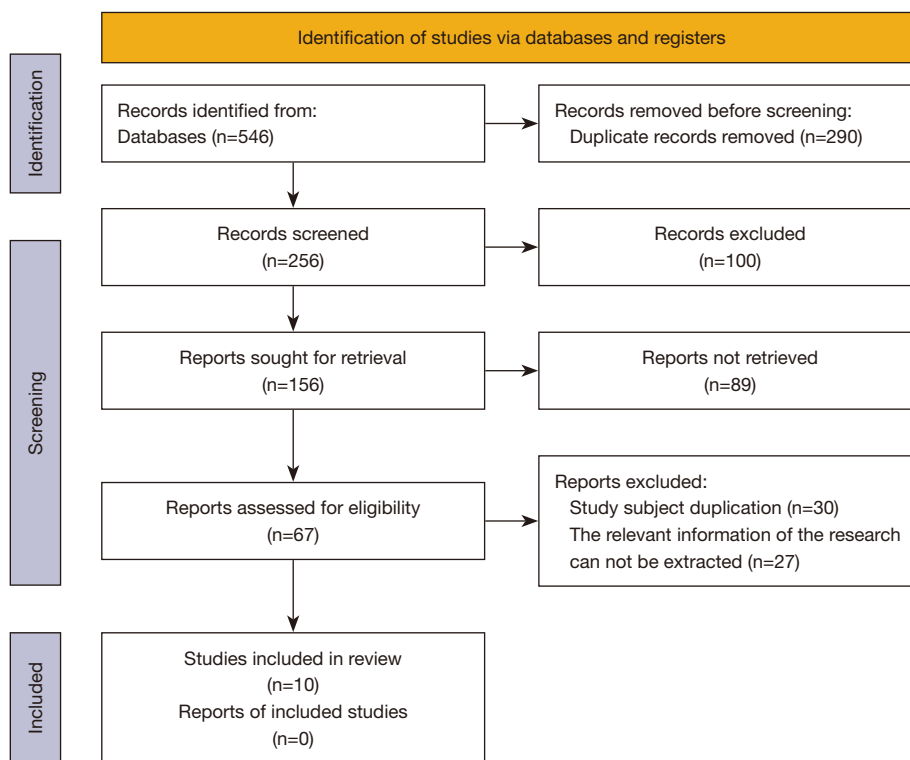 Identification of studies via databases and registers
Identification
Records identified from:
Databases (n=546)
Records removed before screening:
Duplicate records removed (n=290)
Screening
Records screened
(n=256)
Records excluded
(n=100)
Reports sought for retrieval
(n=156)
Reports not retrieved
(n=89)
Reports assessed for eligibility
(n=67)
Reports excluded:
Study subject duplication (n=30)
The relevant information of the research
can not be extracted (n=27)
Included
Studies included in review
(n=10)
Reports of included studies
(n=0)